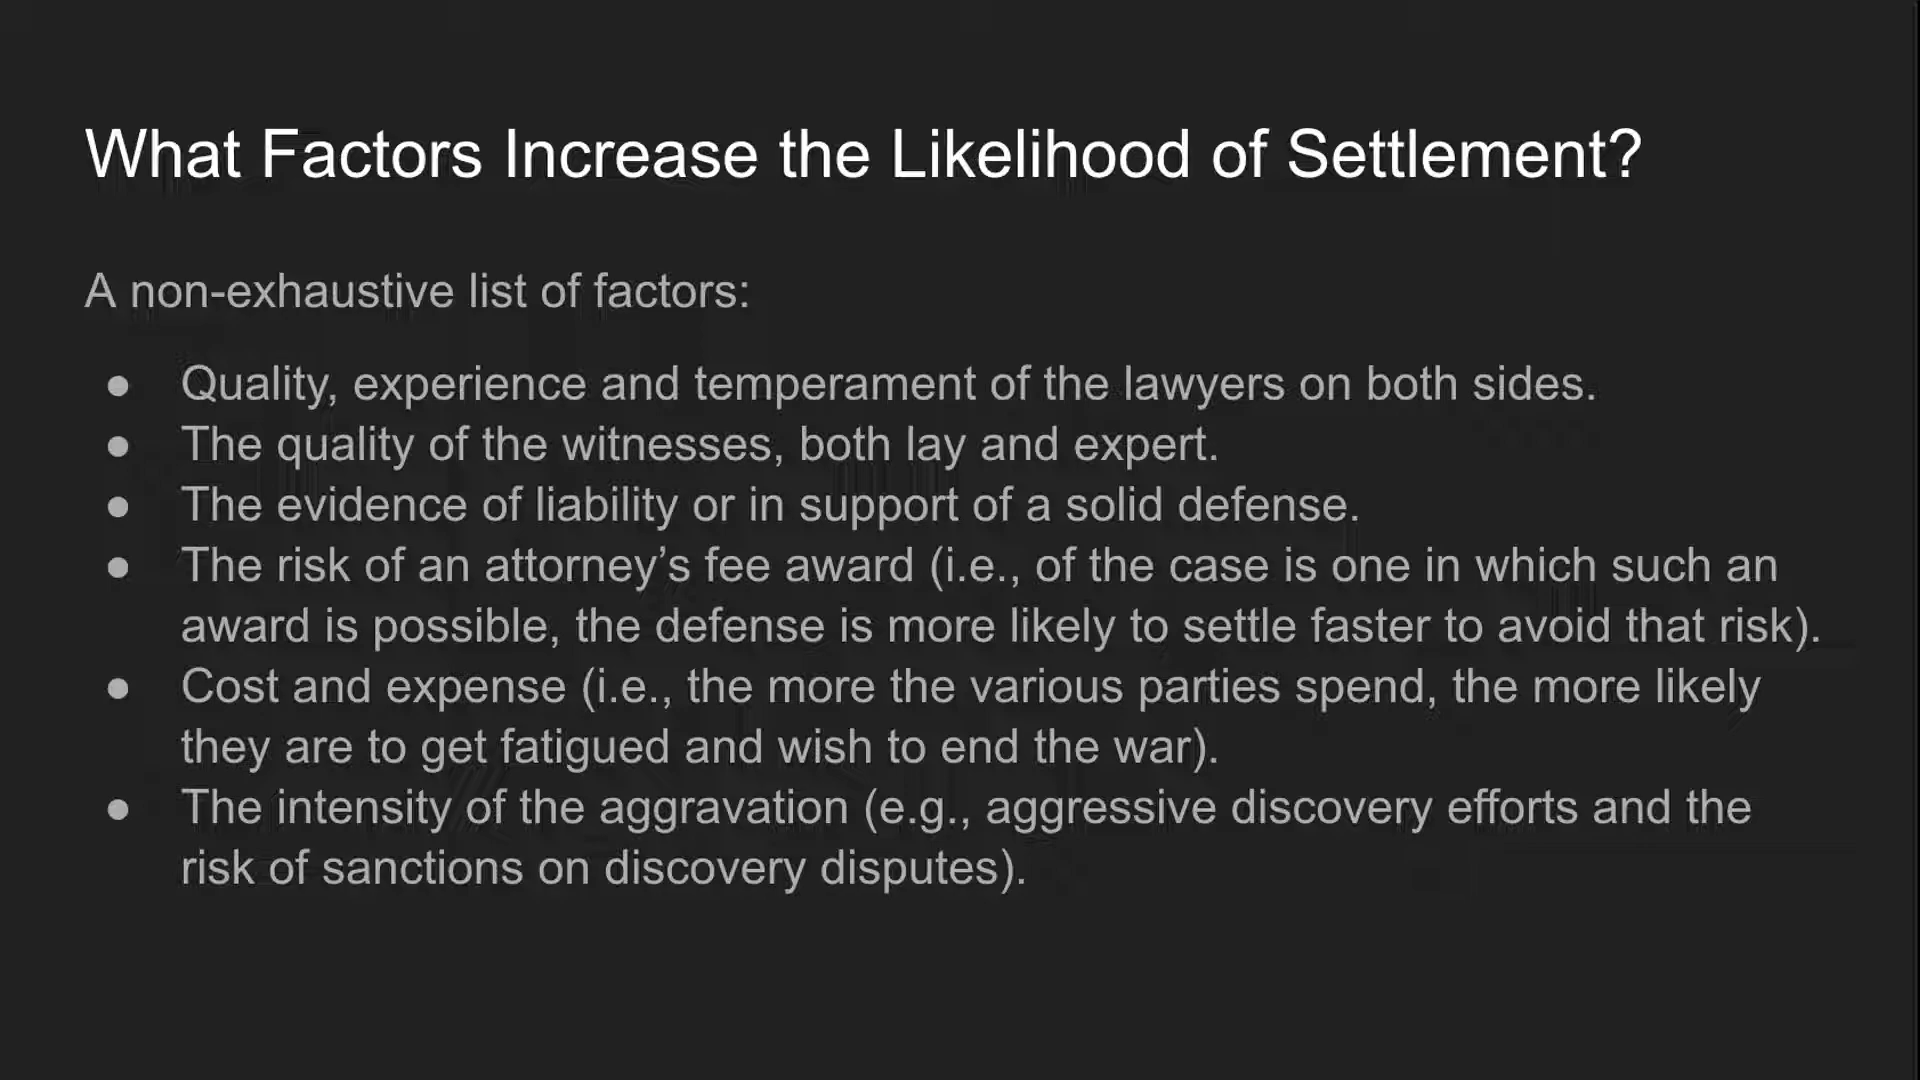 What Factors Increase the Likelihood of Settlement?
A non-exhaustive list of factors:
● Quality, experience and temperament of the lawyers on both sides.
● The quality of the witnesses, both lay and expert.
● The evidence of liability or in support of a solid defense.
● The risk of an attorney’s fee award (i.e., of the case is one in which such an
award is possible, the defense is more likely to settle faster to avoid that risk).
● Cost and expense (i.e., the more the various parties spend, the more likely
they are to get fatigued and wish to end the war).
● The intensity of the aggravation (e.g., aggressive discovery efforts and the
risk of sanctions on discovery disputes).